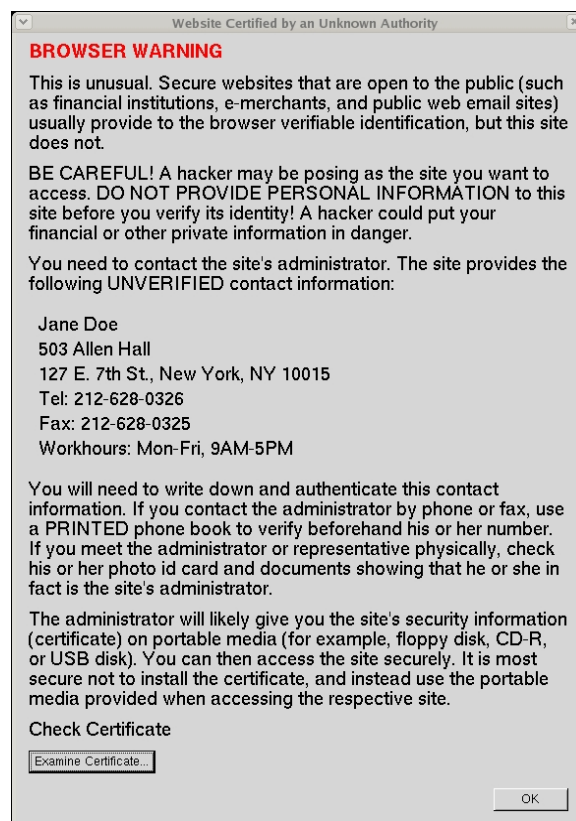 Website Certified by an Unknown Authority
BROWSER WARNING
This is unusual. Secure websites that are open to the public (such
as financial institutions, e-merchants, and public web email sites)
usually provide to the browser verifiable identification, but this site
does not.
BE CAREFUL! A hacker may be posing as the site you want to
access. DO NOT PROVIDE PERSONAL INFORMATION to this
site before you verify its identity! A hacker could put your
financial or other private information in danger.
You need to contact the site's administrator. The site provides the
following UNVERIFIED contact information:
Jane Doe
503 Allen Hall
127 E. 7th St., New York, NY 10015
Tel: 212-628-0326
Fax: 212-628-0325
Workhours: Mon-Fri, 9AM-5PM
You will need to write down and authenticate this contact
information. If you contact the administrator by phone or fax, use
a PRINTED phone book to verify beforehand his or her number.
If you meet the administrator or representative physically, check
his or her photo id card and documents showing that he or she in
fact is the site's administrator.
The administrator will likely give you the site's security information
(certificate) on portable media (for example, floppy disk, CD-R,
or USB disk). You can then access the site securely. It is most
secure not to install the certificate, and instead use the portable
media provided when accessing the respective site.
Check Certificate
Examine Certificate...
OK